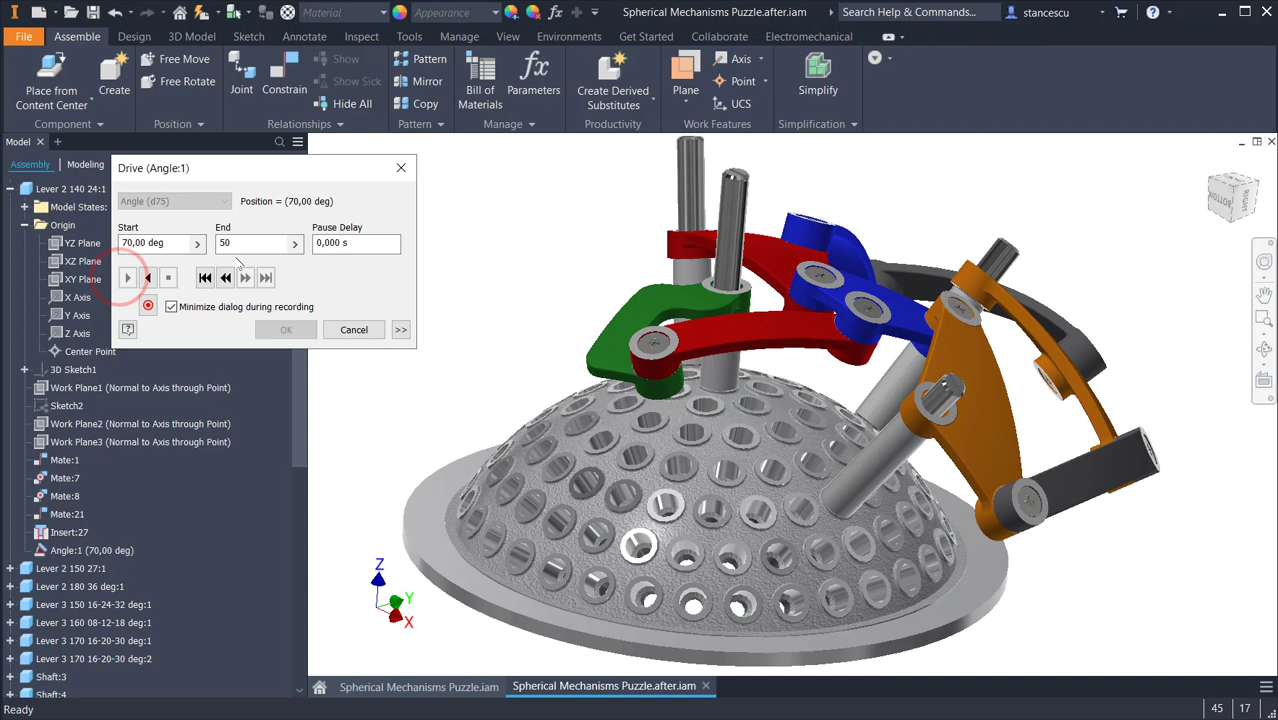 Material
Appearance
Spherical Mechanisms Puzzle.after.iam
Search Help & Commands...
stancescu
File Assemble Design 3D Model Sketch Annotate Inspect Tools Manage View Environments Get Started Collaborate Electromechanical
Place from
Content Center
Create
Free Move
Free Rotate
Joint
Constrain
Show
Show Sick
Hide All
Pattern
Mirror
Copy
Bill of
Materials
Parameters
Create Derived
Substitutes
Plane
Axis
Point
UCS
Simplify
Component Position Relationships Pattern Manage Productivity Work Features Simplification
Model
Assembly Modeling
Lever 2 140 24:1
Model States:
Origin
YZ Plane
XZ Plane
XY Plane
X Axis
Y Axis
Z Axis
Center Point
3D Sketch1
Work Plane1 (Normal to Axis through Point)
Sketch2
Work Plane2 (Normal to Axis through Point)
Work Plane3 (Normal to Axis through Point)
Mate:1
Mate:7
Mate:8
Mate:21
Insert:27
Angle:1 (70,00 deg)
Lever 2 150 27:1
Lever 2 180 36 deg:1
Lever 3 150 16-24-32 deg:1
Lever 3 160 08-12-18 deg:1
Lever 3 170 16-20-30 deg:1
Lever 3 170 16-20-30 deg:2
Shaft:3
Shaft:4
Drive (Angle:1)
Angle (d75)
Position = (70,00 deg)
Start End Pause Delay
70,00 deg 50 0,000 s
Minimize dialog during recording
OK Cancel >>
RIGHT
BACK
Z
Y
X
Spherical Mechanisms Puzzle.iam
Spherical Mechanisms Puzzle.after.iam
Ready
45 17